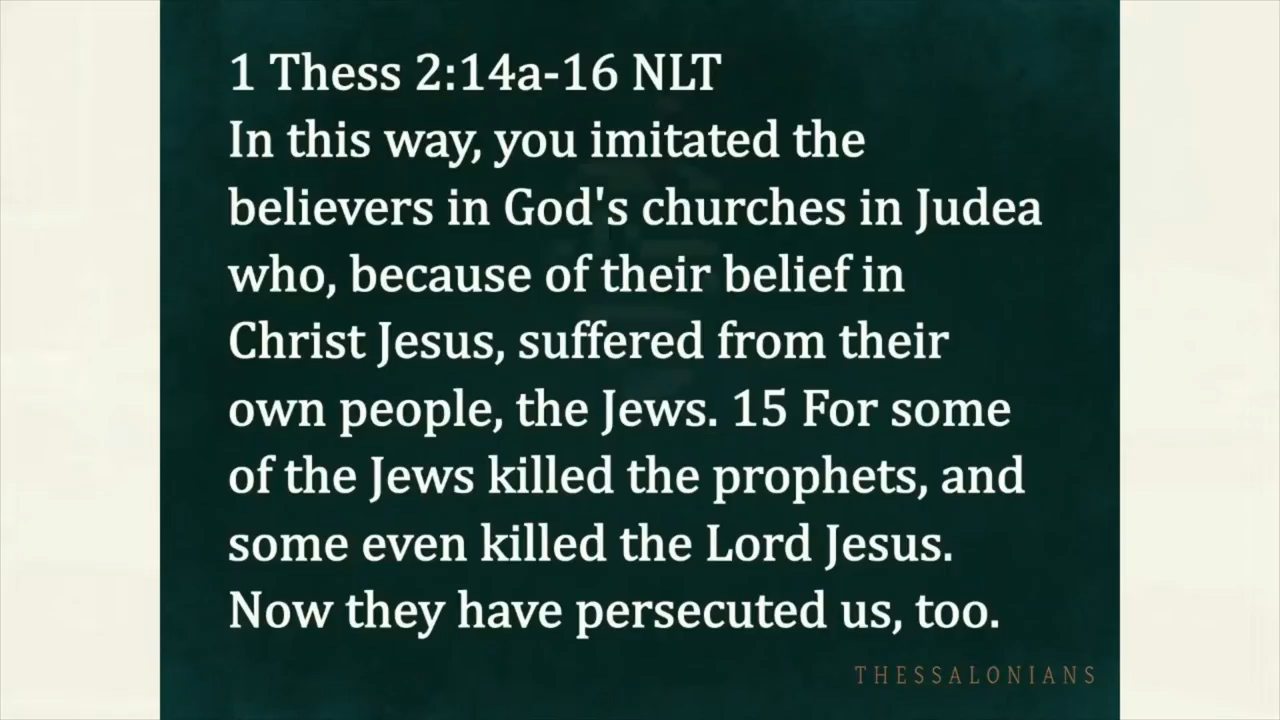 1 Thess 2:14a-16 NLT
In this way, you imitated the
believers in God's churches in Judea
who, because of their belief in
Christ Jesus, suffered from their
own people, the Jews. 15 For some
of the Jews killed the prophets, and
some even killed the Lord Jesus.
Now they have persecuted us, too.
THESSALONIANS